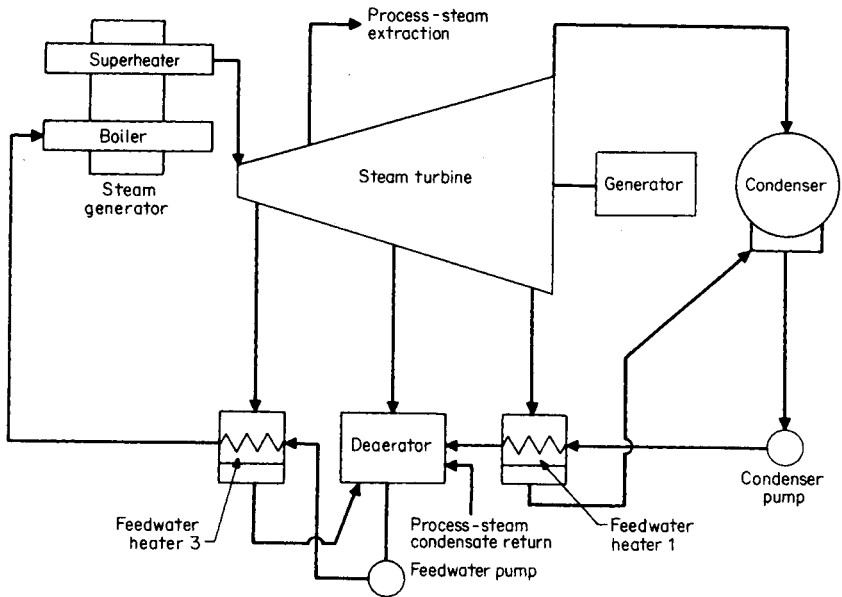 Process-steam
extraction
Superheater
Boiler
Steam
generator
Steam turbine
Generator
Condenser
Deaerator
Condenser
pump
Feedwater
heater 3
Process-steam
condensate return
Feedwater
heater 1
Feedwater pump